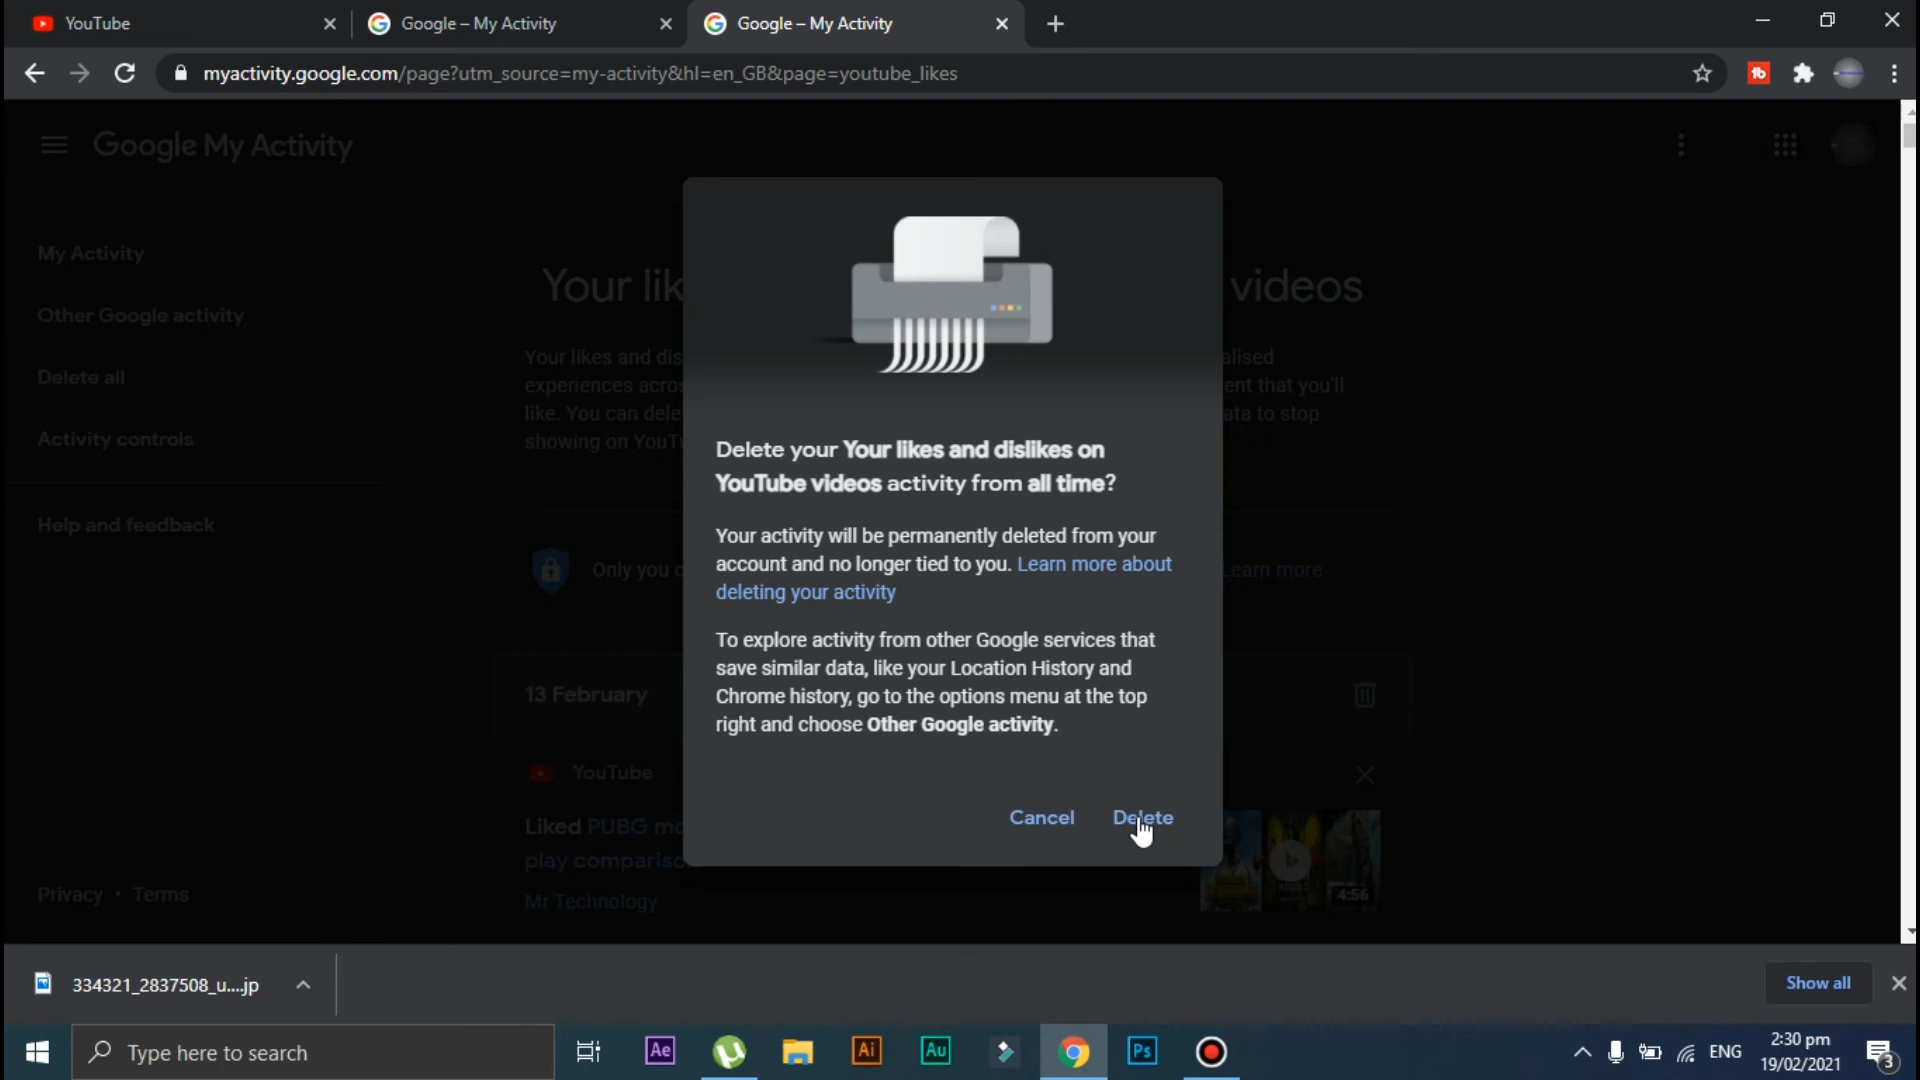 YouTube
Google – My Activity
Google – My Activity
myactivity.google.com/page?utm_source=my-activity&hl=en_GB&page=youtube_likes
Google My Activity
My Activity
Other Google activity
Delete all
Activity controls
Help and feedback
Privacy • Terms
Your lik
videos
Your likes and dis
alised
experiences acros
ent that you'll
like. You can dele
ata to stop
showing on YouT
Only you c
Learn more
13 February
YouTube
Liked PUBG mo
play comparisc
Mr Technology
4:56
Delete your Your likes and dislikes on
YouTube videos activity from all time?
Your activity will be permanently deleted from your
account and no longer tied to you. Learn more about
deleting your activity
To explore activity from other Google services that
save similar data, like your Location History and
Chrome history, go to the options menu at the top
right and choose Other Google activity.
Cancel Delete
334321_2837508_u....jp
Show all
Type here to search
Ae
Ai
Au
Ps
ENG
2:30 pm
19/02/2021
3